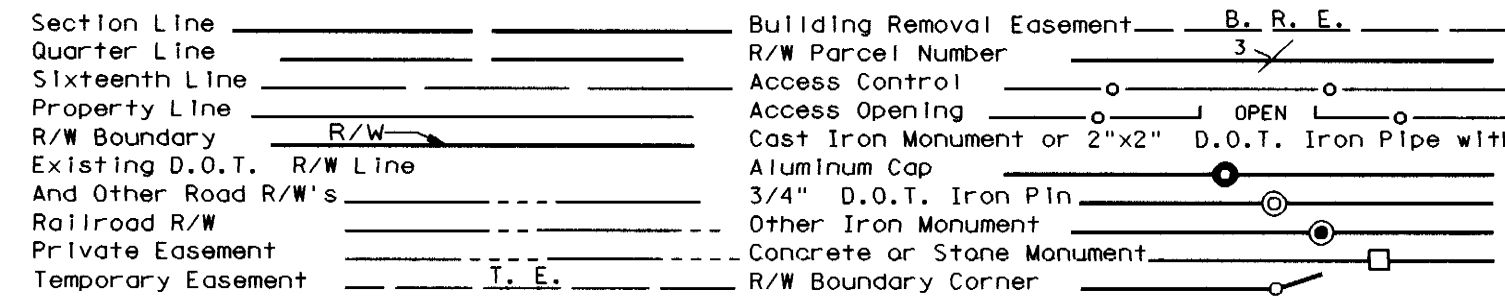 Section Line
Quarter Line
Sixteenth Line
Property Line
R/W Boundary R/W
Existing D.O.T. R/W Line
And Other Road R/W's
Railroad R/W
Private Easement
Temporary Easement T. E.
Building Removal Easement B. R. E.
R/W Parcel Number 3
Access Control
Access Opening OPEN
Cast Iron Monument or 2"x2" D.O.T. Iron Pipe with
Aluminum Cap
3/4" D.O.T. Iron Pin
Other Iron Monument
Concrete or Stone Monument
R/W Boundary Corner